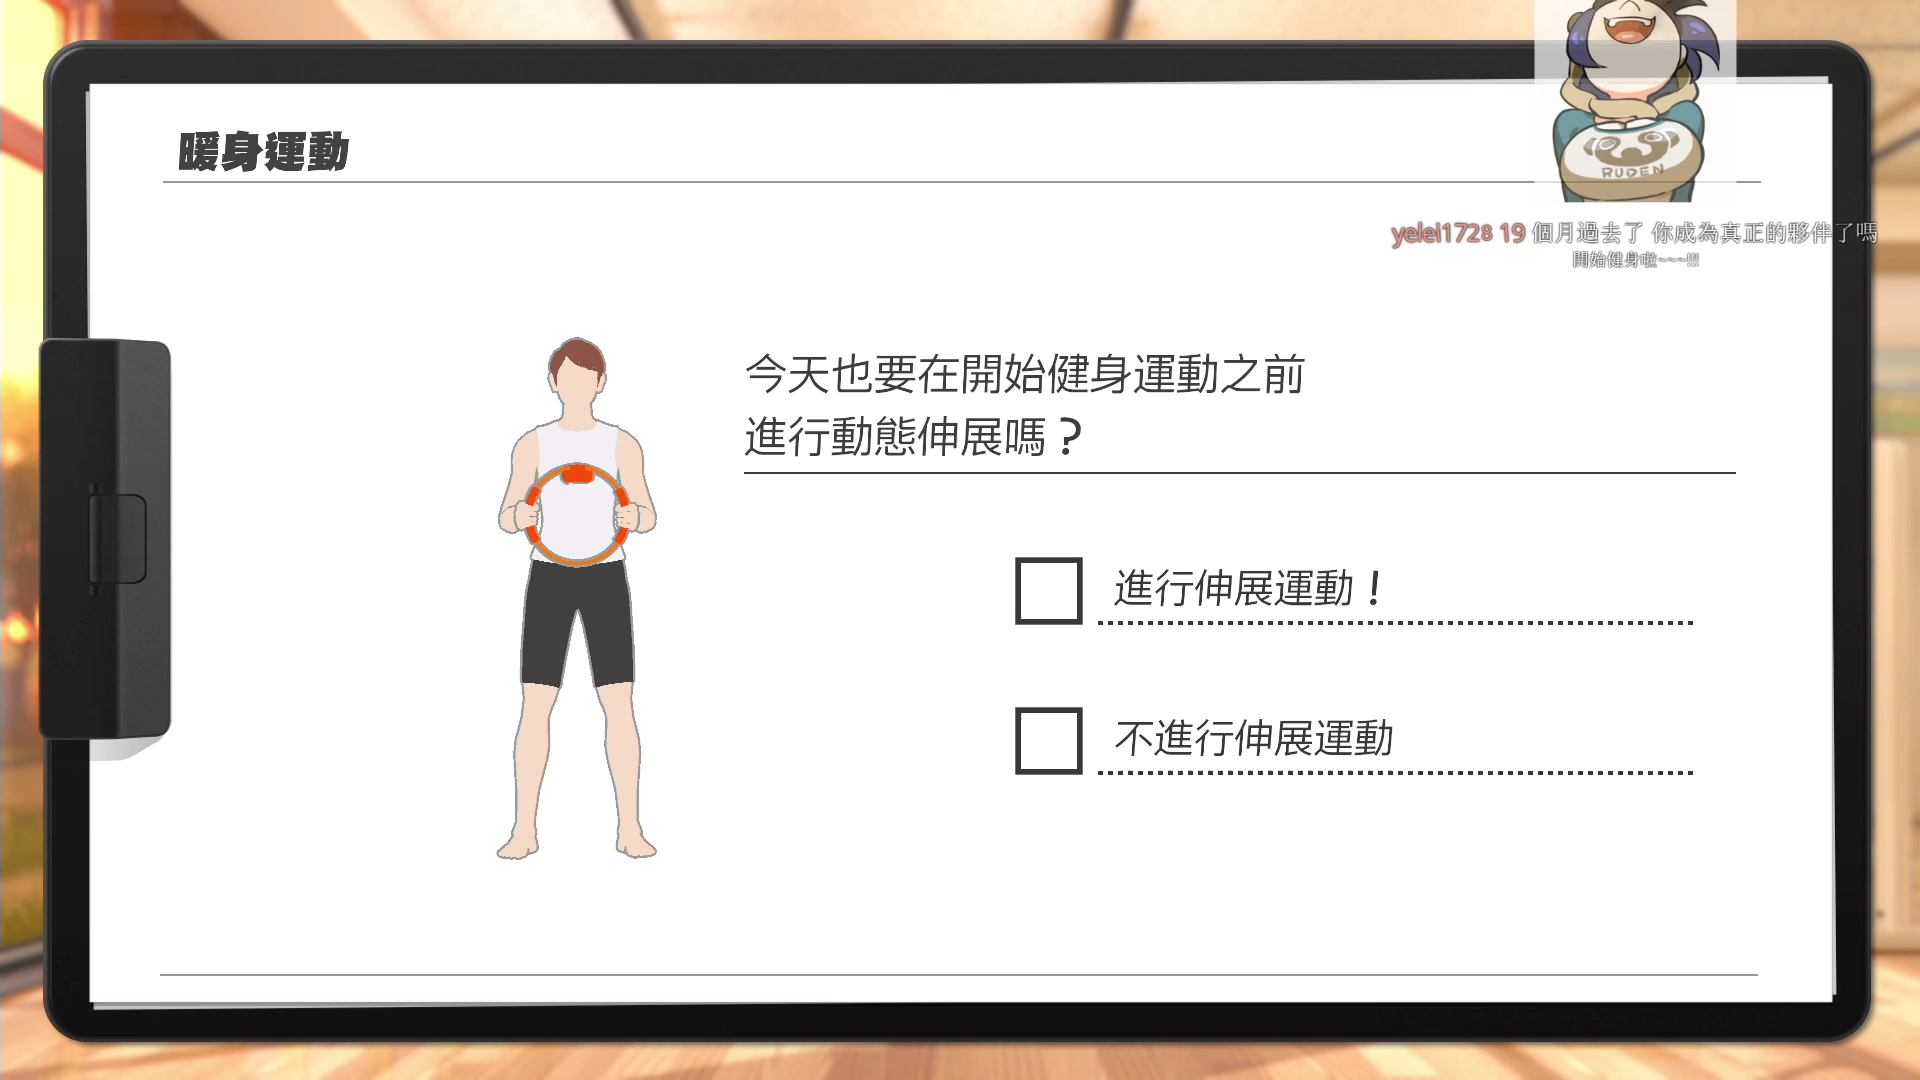 暖身運動
RUDEN
yelei1728 19 個月過去了 你成為真正的夥伴了嗎
開始健身啦~~~!!!
今天也要在開始健身運動之前
進行動態伸展嗎？
進行伸展運動！
不進行伸展運動